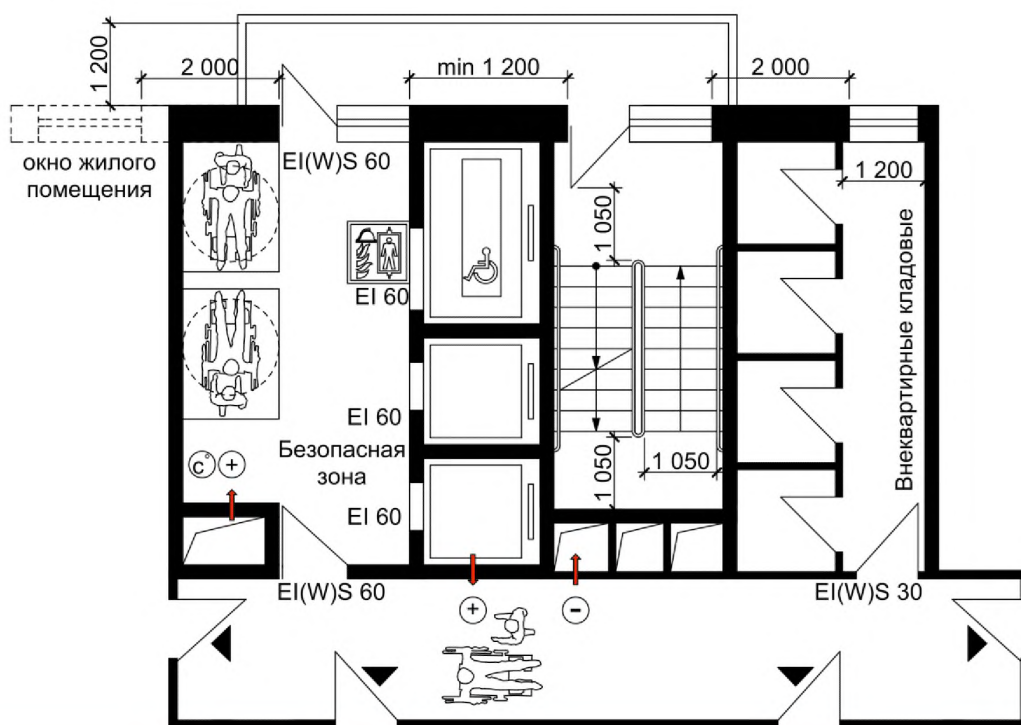 1 200
2 000
min 1 200
2 000
окно жилого
помещения
EI(W)S 60
1 200
1 050
EI 60
Внеквартирные кладовые
EI 60
Безопасная
зона
1 050
1 050
C°
+
EI 60
EI(W)S 60
+
-
EI(W)S 30